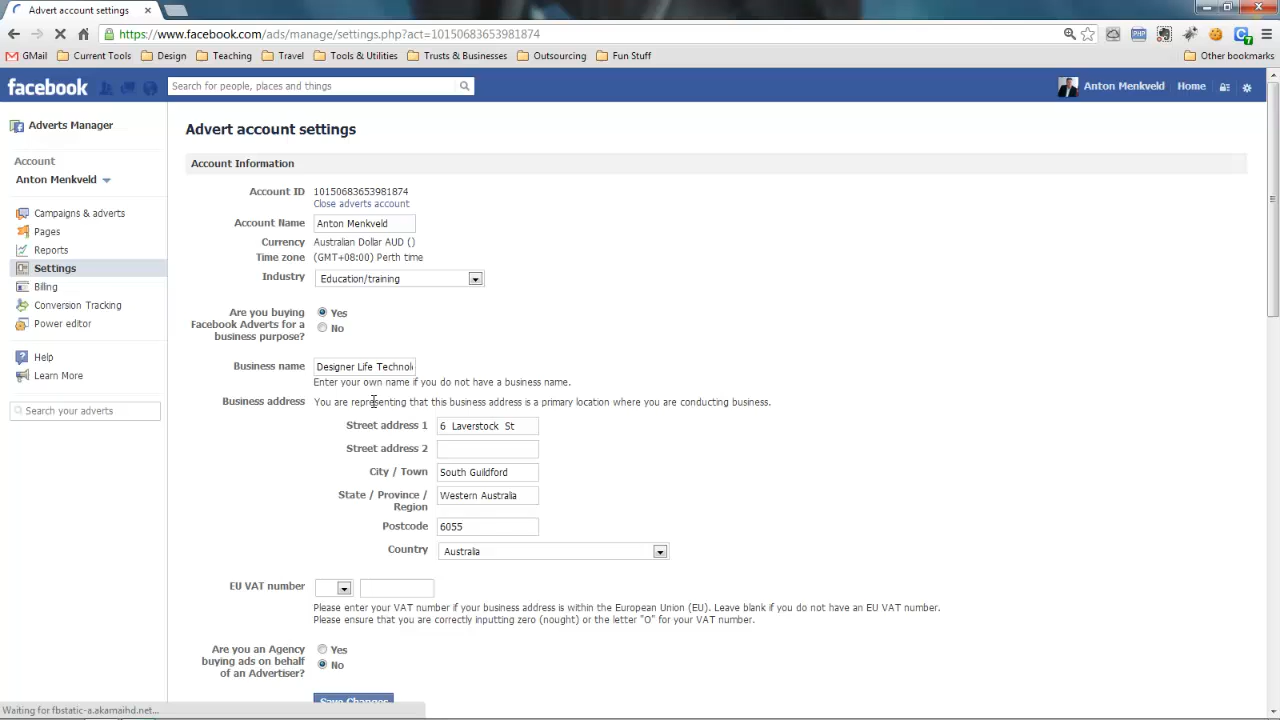 Advert account settings
https://www.facebook.com/ads/manage/settings.php?act=10150683653981874
GMail Current Tools Design Teaching Travel Tools & Utilities Trusts & Businesses Outsourcing Fun Stuff Other bookmarks
facebook Search for people, places and things Anton Menkveld Home
Adverts Manager
Account
Anton Menkveld
Campaigns & adverts
Pages
Reports
Settings
Billing
Conversion Tracking
Power editor
Help
Learn More
Search your adverts
Advert account settings
Account Information
Account ID 10150683653981874
Close adverts account
Account Name Anton Menkveld
Currency Australian Dollar AUD ()
Time zone (GMT+08:00) Perth time
Industry Education/training
Are you buying Yes
Facebook Adverts for a
business purpose? No
Business name Designer Life Technol
Enter your own name if you do not have a business name.
Business address You are representing that this business address is a primary location where you are conducting business.
Street address 1 6 Laverstock St
Street address 2
City / Town South Guildford
State / Province / Western Australia
Region
Postcode 6055
Country Australia
EU VAT number
Please enter your VAT number if your business address is within the European Union (EU). Leave blank if you do not have an EU VAT number.
Please ensure that you are correctly inputting zero (nought) or the letter "O" for your VAT number.
Are you an Agency Yes
buying ads on behalf No
of an Advertiser?
Save Changes
Waiting for fbstatic-a.akamaihd.net...